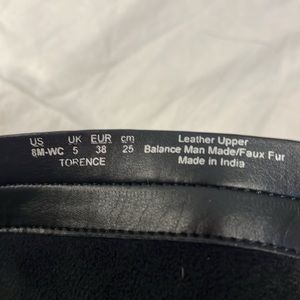 US UK EUR cm
8M-WC 5 38 25
TORENCE
Leather Upper
Balance Man Made/Faux Fur
Made in India